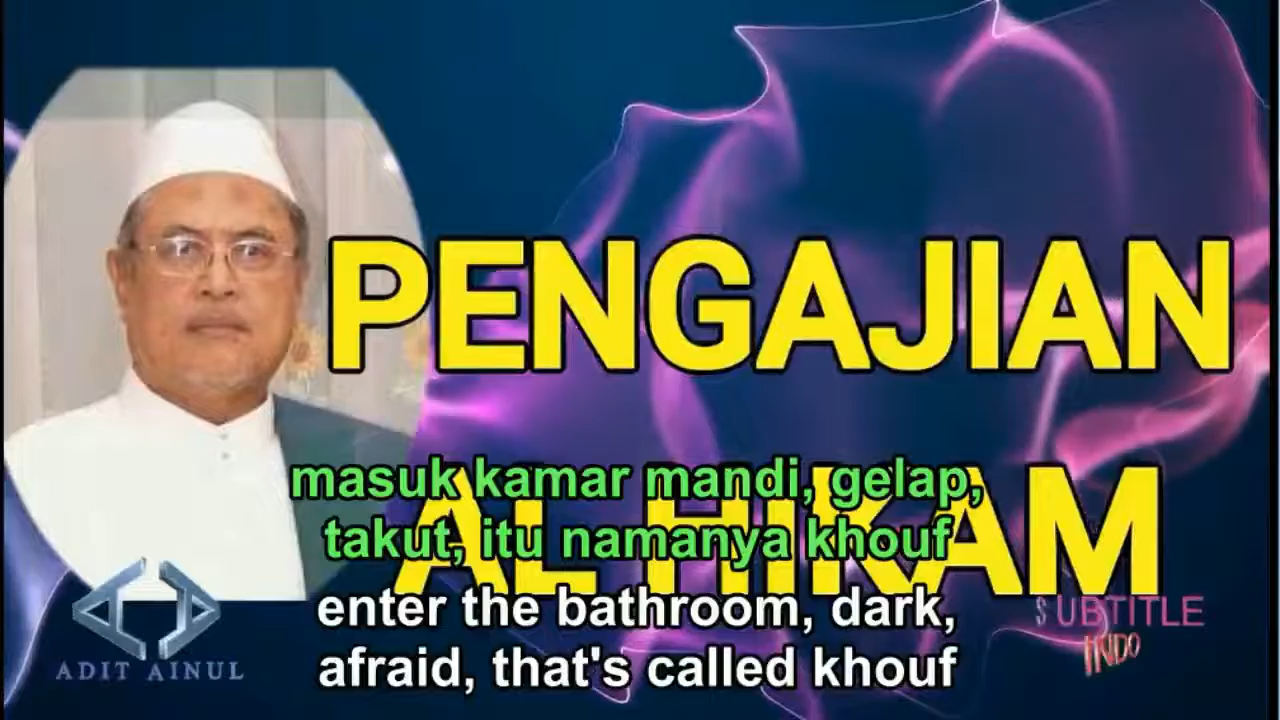 PENGAJIAN
AL HIKAM
masuk kamar mandi, gelap,
takut, itu namanya khouf
enter the bathroom, dark,
afraid, that's called khouf
ADIT AINUL
SUBTITLE
INDO